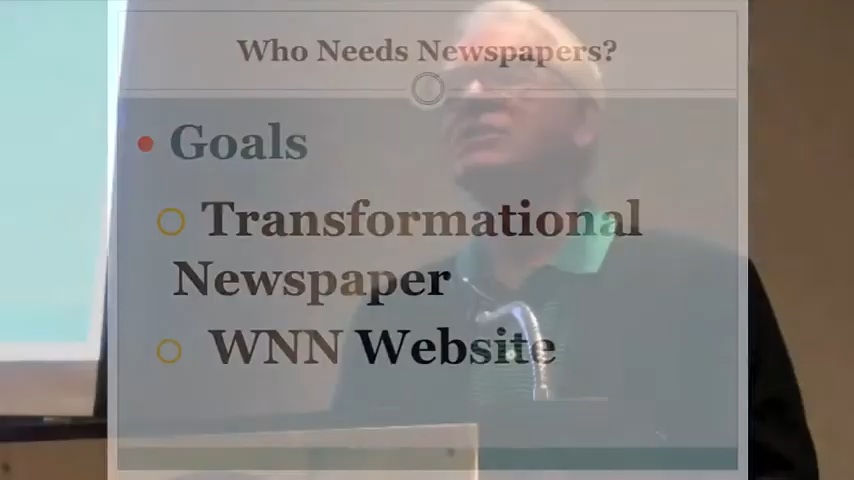 Who Needs Newspapers?
Goals
Transformational
Newspaper
WNN Website